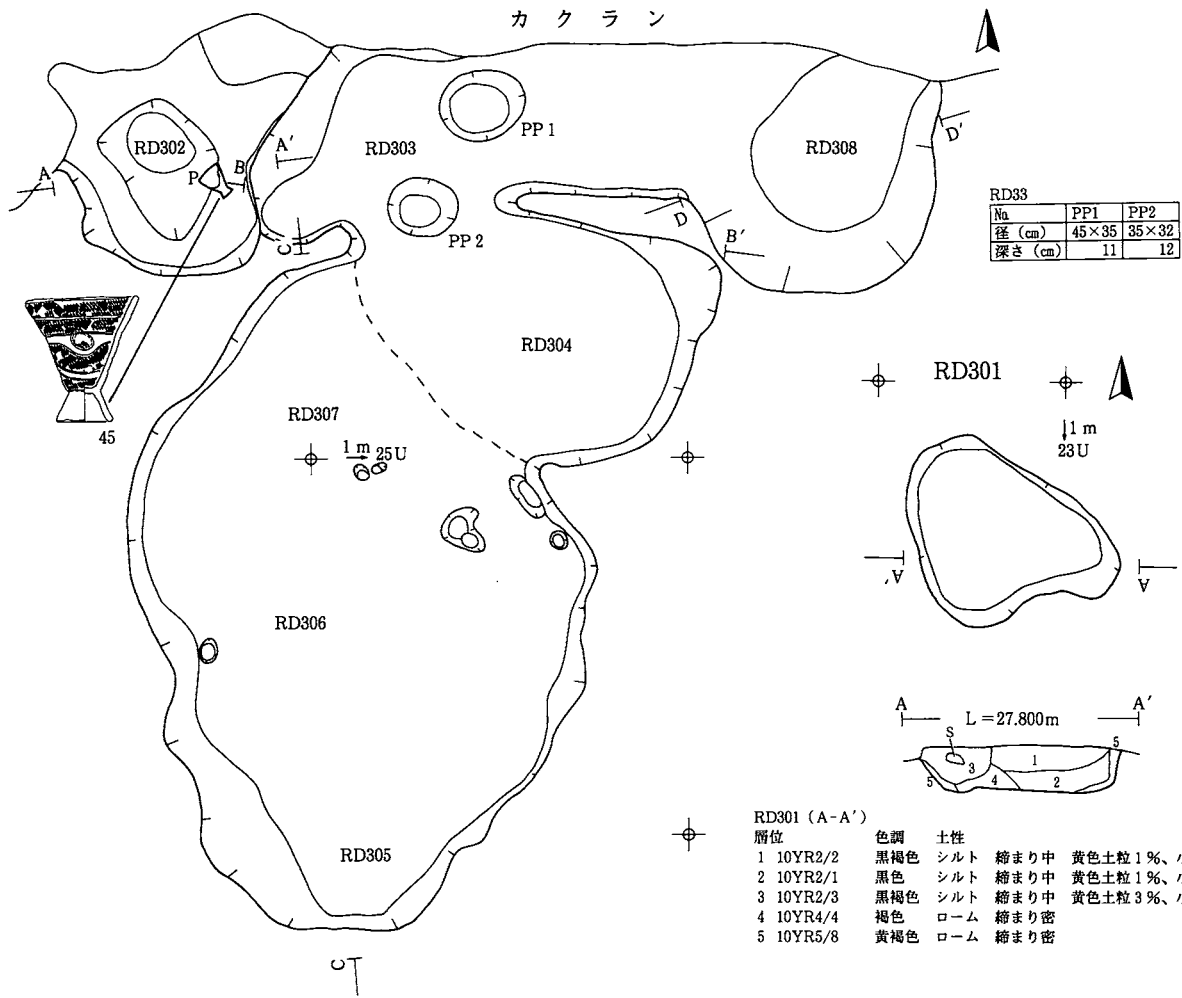 カクラン
PP1
RD302
A'
RD303
RD308
D'
A
P
B
D
RD33
No. PP1 PP2
径 (cm) 45×35 35×32
深さ (cm) 11 12
PP2
C
B'
RD304
RD301
45
RD307
1m
25U
1m
23U
A'
A
RD306
A A'
L=27.800m
S
5
1
3
5 4 2
RD301 (A-A')
層位 色調 土性
RD305
1 10YR2/2 黒褐色 シルト 締まり中 黄色土粒1%、
2 10YR2/1 黒色 シルト 締まり中 黄色土粒1%、
3 10YR2/3 黒褐色 シルト 締まり中 黄色土粒3%、
4 10YR4/4 褐色 ローム 締まり密
5 10YR5/8 黄褐色 ローム 締まり密
C